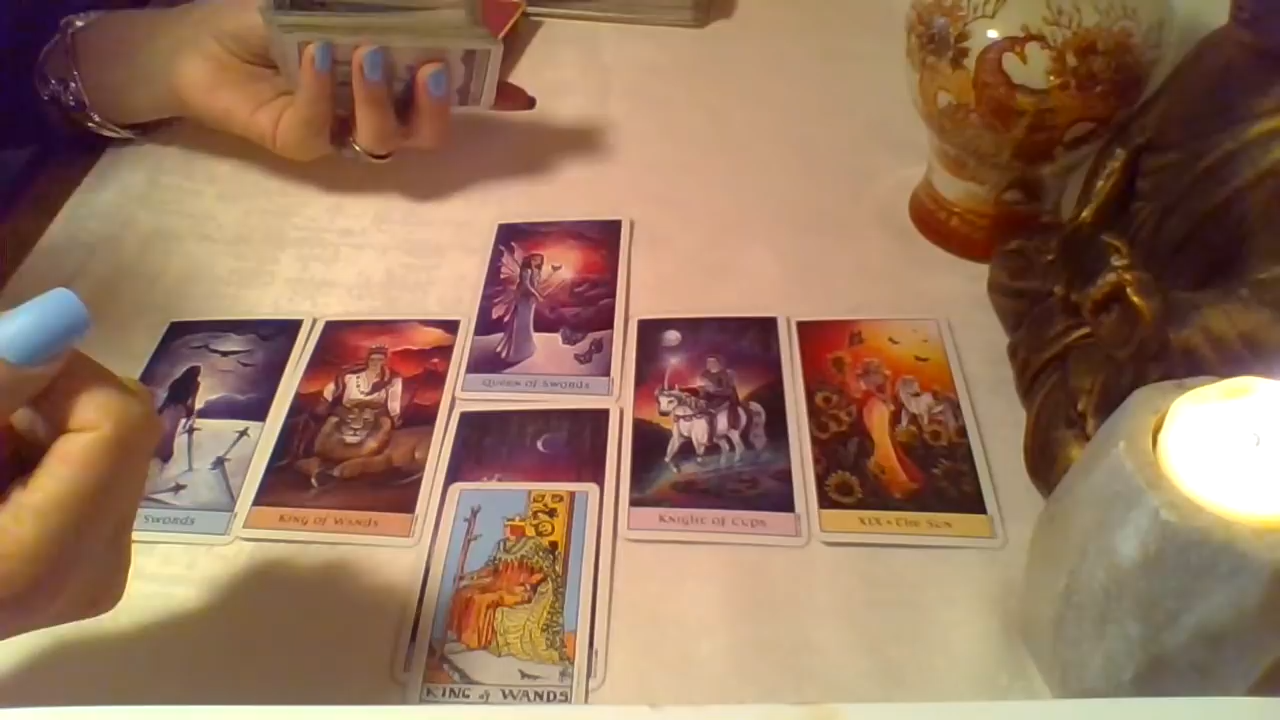 QUEEN OF SWORDS
SWORDS
KING OF WANDS
KNIGHT OF CUPS
XIX • THE SUN
KING of WANDS